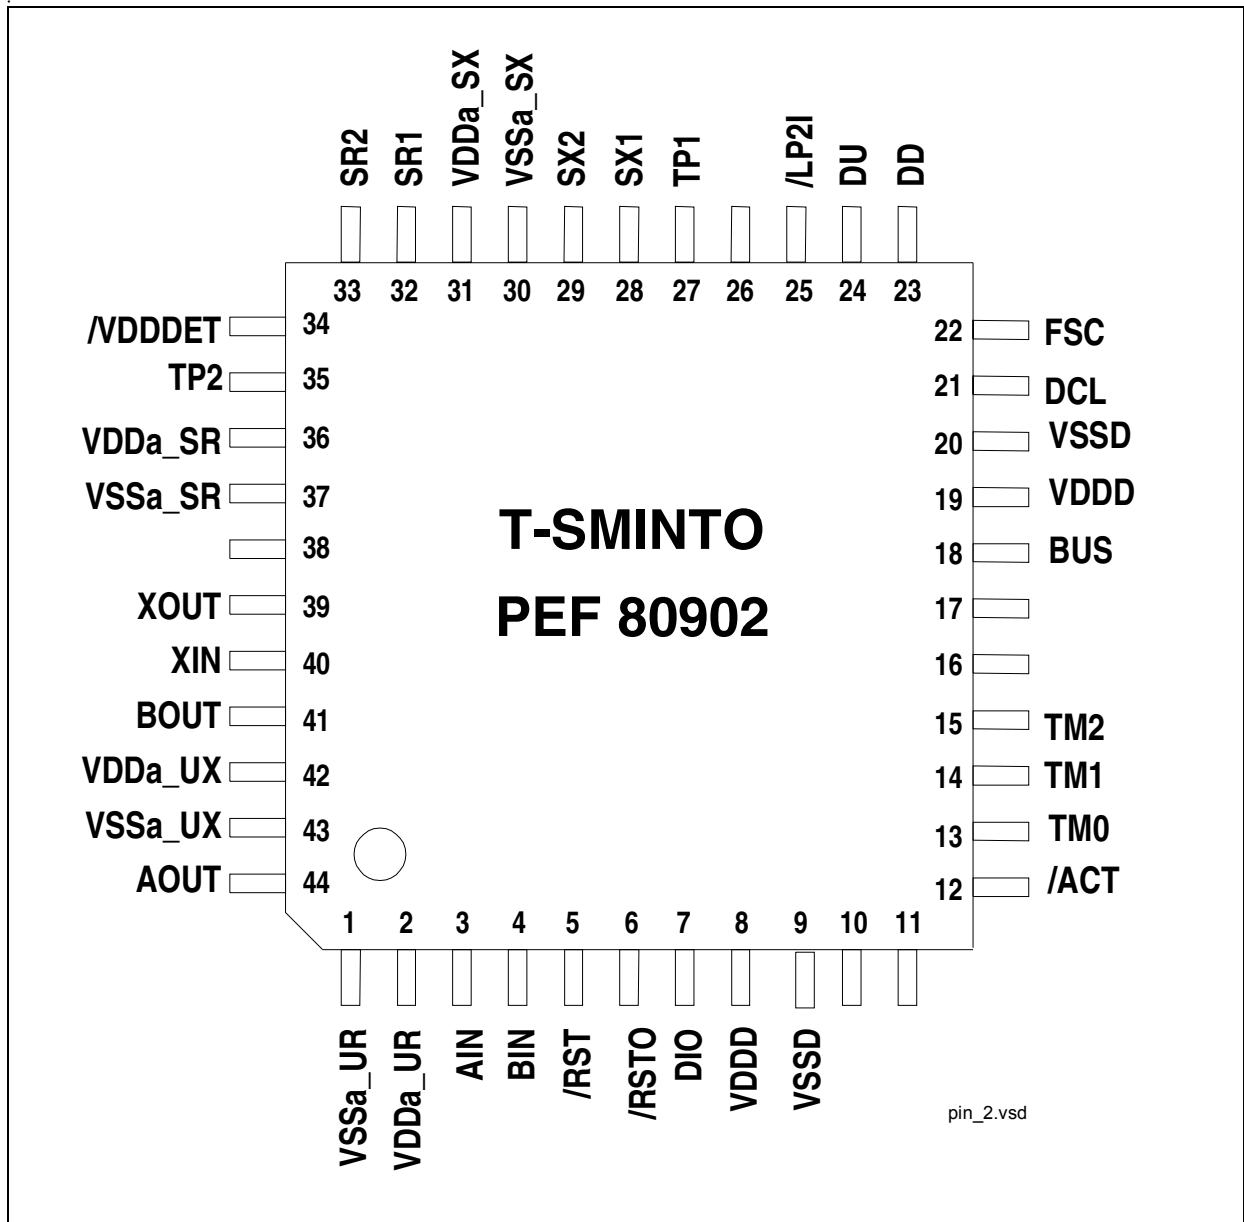 SR2
SR1
VDDa_SX
VSSa_SX
SX2
SX1
TP1
/LP2I
DU
DD
33
32
31
30
29
28
27
26
25
24
23
/VDDDET
34
TP2
35
VDDa_SR
36
VSSa_SR
37
38
XOUT
39
XIN
40
BOUT
41
VDDa_UX
42
VSSa_UX
43
AOUT
44
T-SMINTO
PEF 80902
22
FSC
21
DCL
20
VSSD
19
VDDD
18
BUS
17
16
15
TM2
14
TM1
13
TM0
12
/ACT
1
2
3
4
5
6
7
8
9
10
11
VSSa_UR
VDDa_UR
AIN
BIN
/RST
/RSTO
DIO
VDDD
VSSD
pin_2.vsd